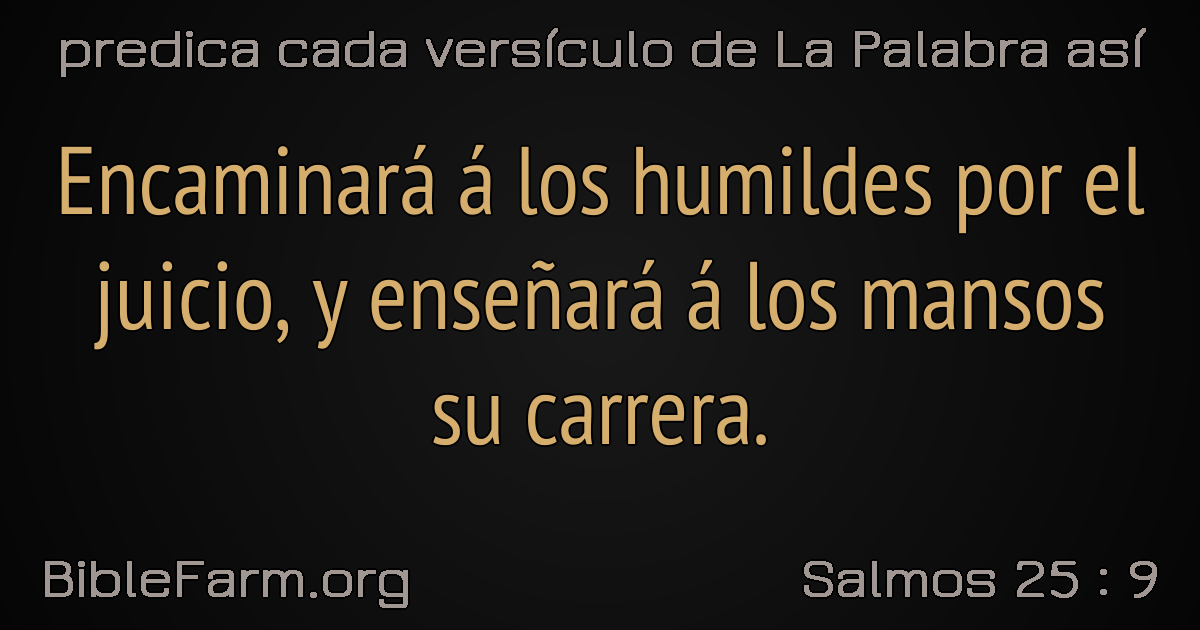 predica cada versículo de La Palabra así
Encaminará á los humildes por el
juicio, y enseñará á los mansos
su carrera.
BibleFarm.org
Salmos 25 : 9